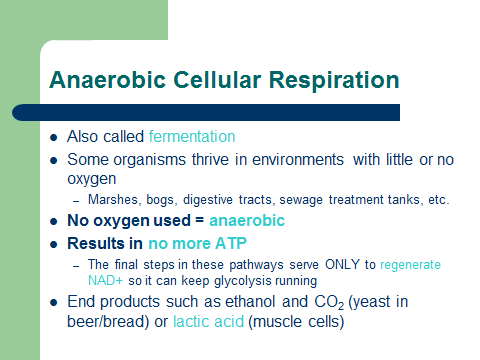 Anaerobic Cellular Respiration
● Also called fermentation
● Some organisms thrive in environments with little or no
oxygen
– Marshes, bogs, digestive tracts, sewage treatment tanks, etc.
● No oxygen used = anaerobic
● Results in no more ATP
– The final steps in these pathways serve ONLY to regenerate
NAD+ so it can keep glycolysis running
● End products such as ethanol and CO₂ (yeast in
beer/bread) or lactic acid (muscle cells)